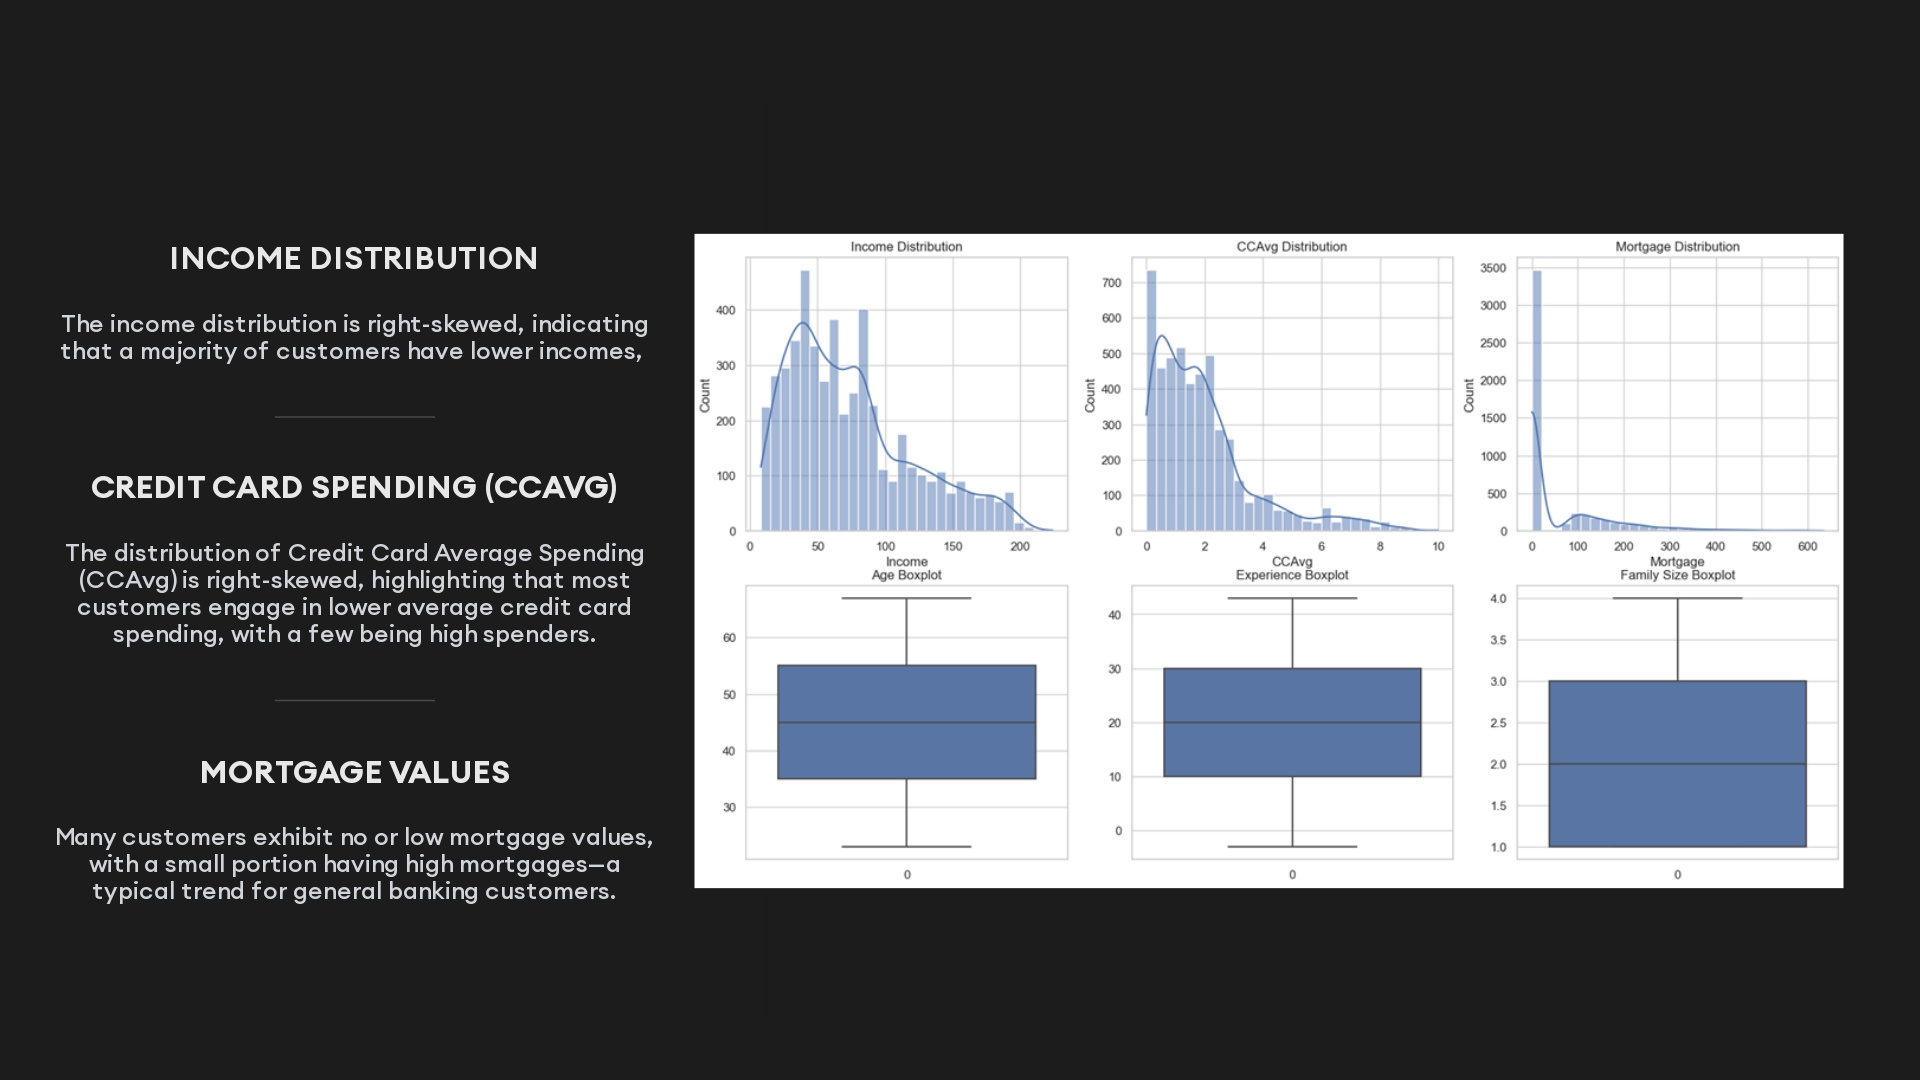 INCOME DISTRIBUTION
The income distribution is right-skewed, indicating
that a majority of customers have lower incomes,
CREDIT CARD SPENDING (CCAVG)
The distribution of Credit Card Average Spending
(CCAvg) is right-skewed, highlighting that most
customers engage in lower average credit card
spending, with a few being high spenders.
MORTGAGE VALUES
Many customers exhibit no or low mortgage values,
with a small portion having high mortgages—a
typical trend for general banking customers.
Income Distribution
Count
400
300
200
100
0
0 50 100 150 200
Income
CCAvg Distribution
Count
700
600
500
400
300
200
100
0
0 2 4 6 8 10
CCAvg
Mortgage Distribution
Count
3500
3000
2500
2000
1500
1000
500
0
0 100 200 300 400 500 600
Mortgage
Age Boxplot
60
50
40
30
0
Experience Boxplot
40
30
20
10
0
0
Family Size Boxplot
4.0
3.5
3.0
2.5
2.0
1.5
1.0
0